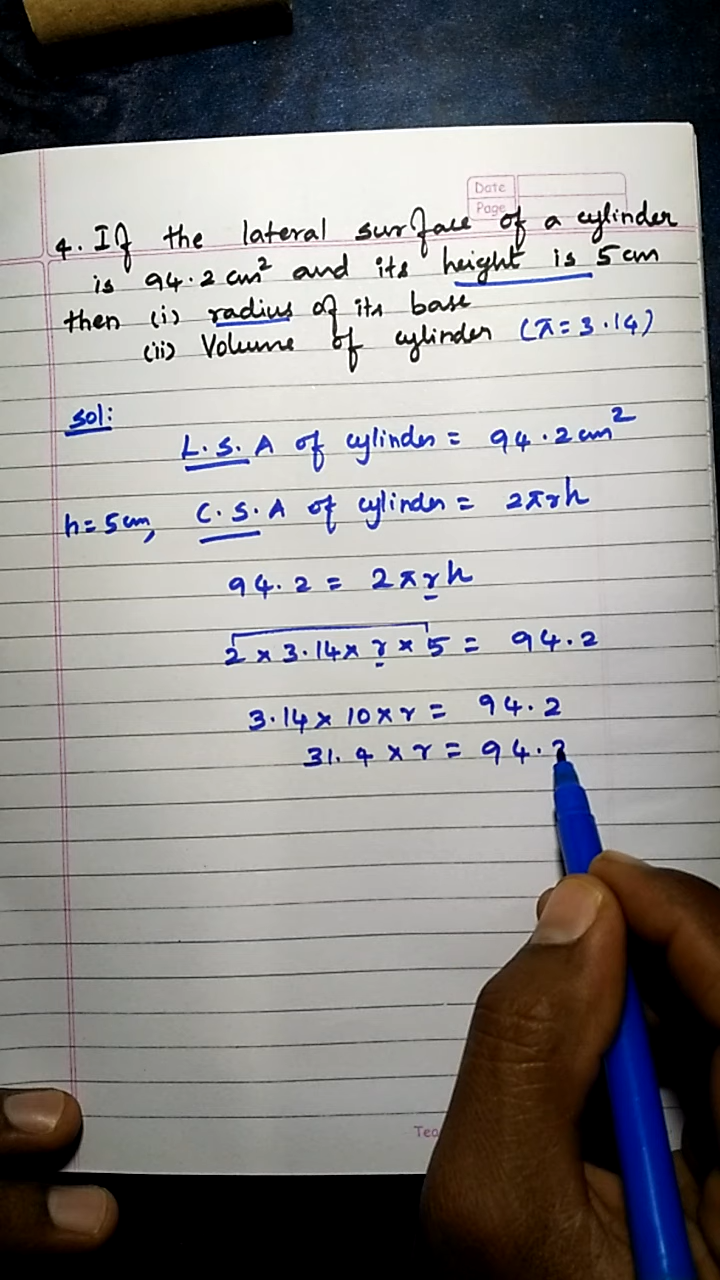 Date
Page
4. If the lateral surface of a cylinder
is 94.2 cm² and its height is 5 cm
then (i) radius of its base
(ii) Volume of cylinder (π = 3.14)
Sol:
L.S.A of cylinder = 94.2 cm²
h = 5 cm, C.S.A of cylinder = 2πrh
94.2 = 2πrh
2 × 3.14 × r × 5 = 94.2
3.14 × 10 × r = 94.2
31.4 × r = 94.2